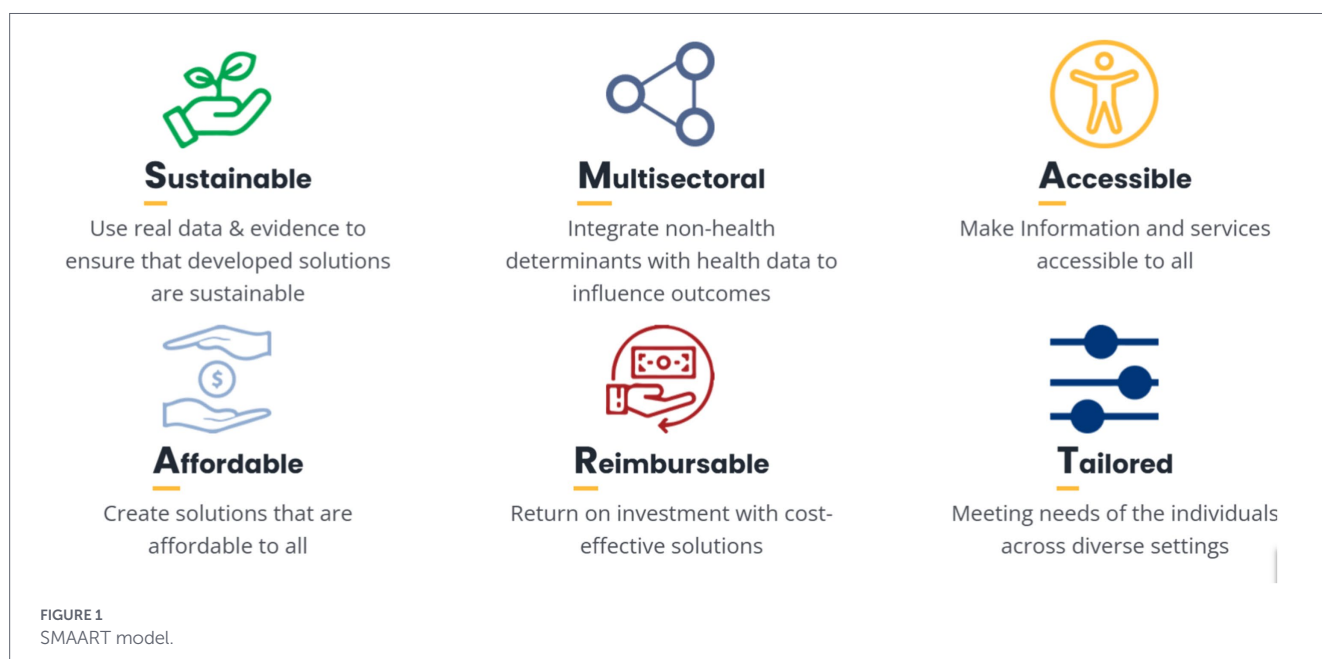 Sustainable
Use real data & evidence to
ensure that developed solutions
are sustainable
Multisectoral
Integrate non-health
determinants with health data to
influence outcomes
Accessible
Make Information and services
accessible to all
$
Affordable
Create solutions that are
affordable to all
Reimbursable
Return on investment with cost-
effective solutions
Tailored
Meeting needs of the individuals
across diverse settings
FIGURE 1
SMAART model.